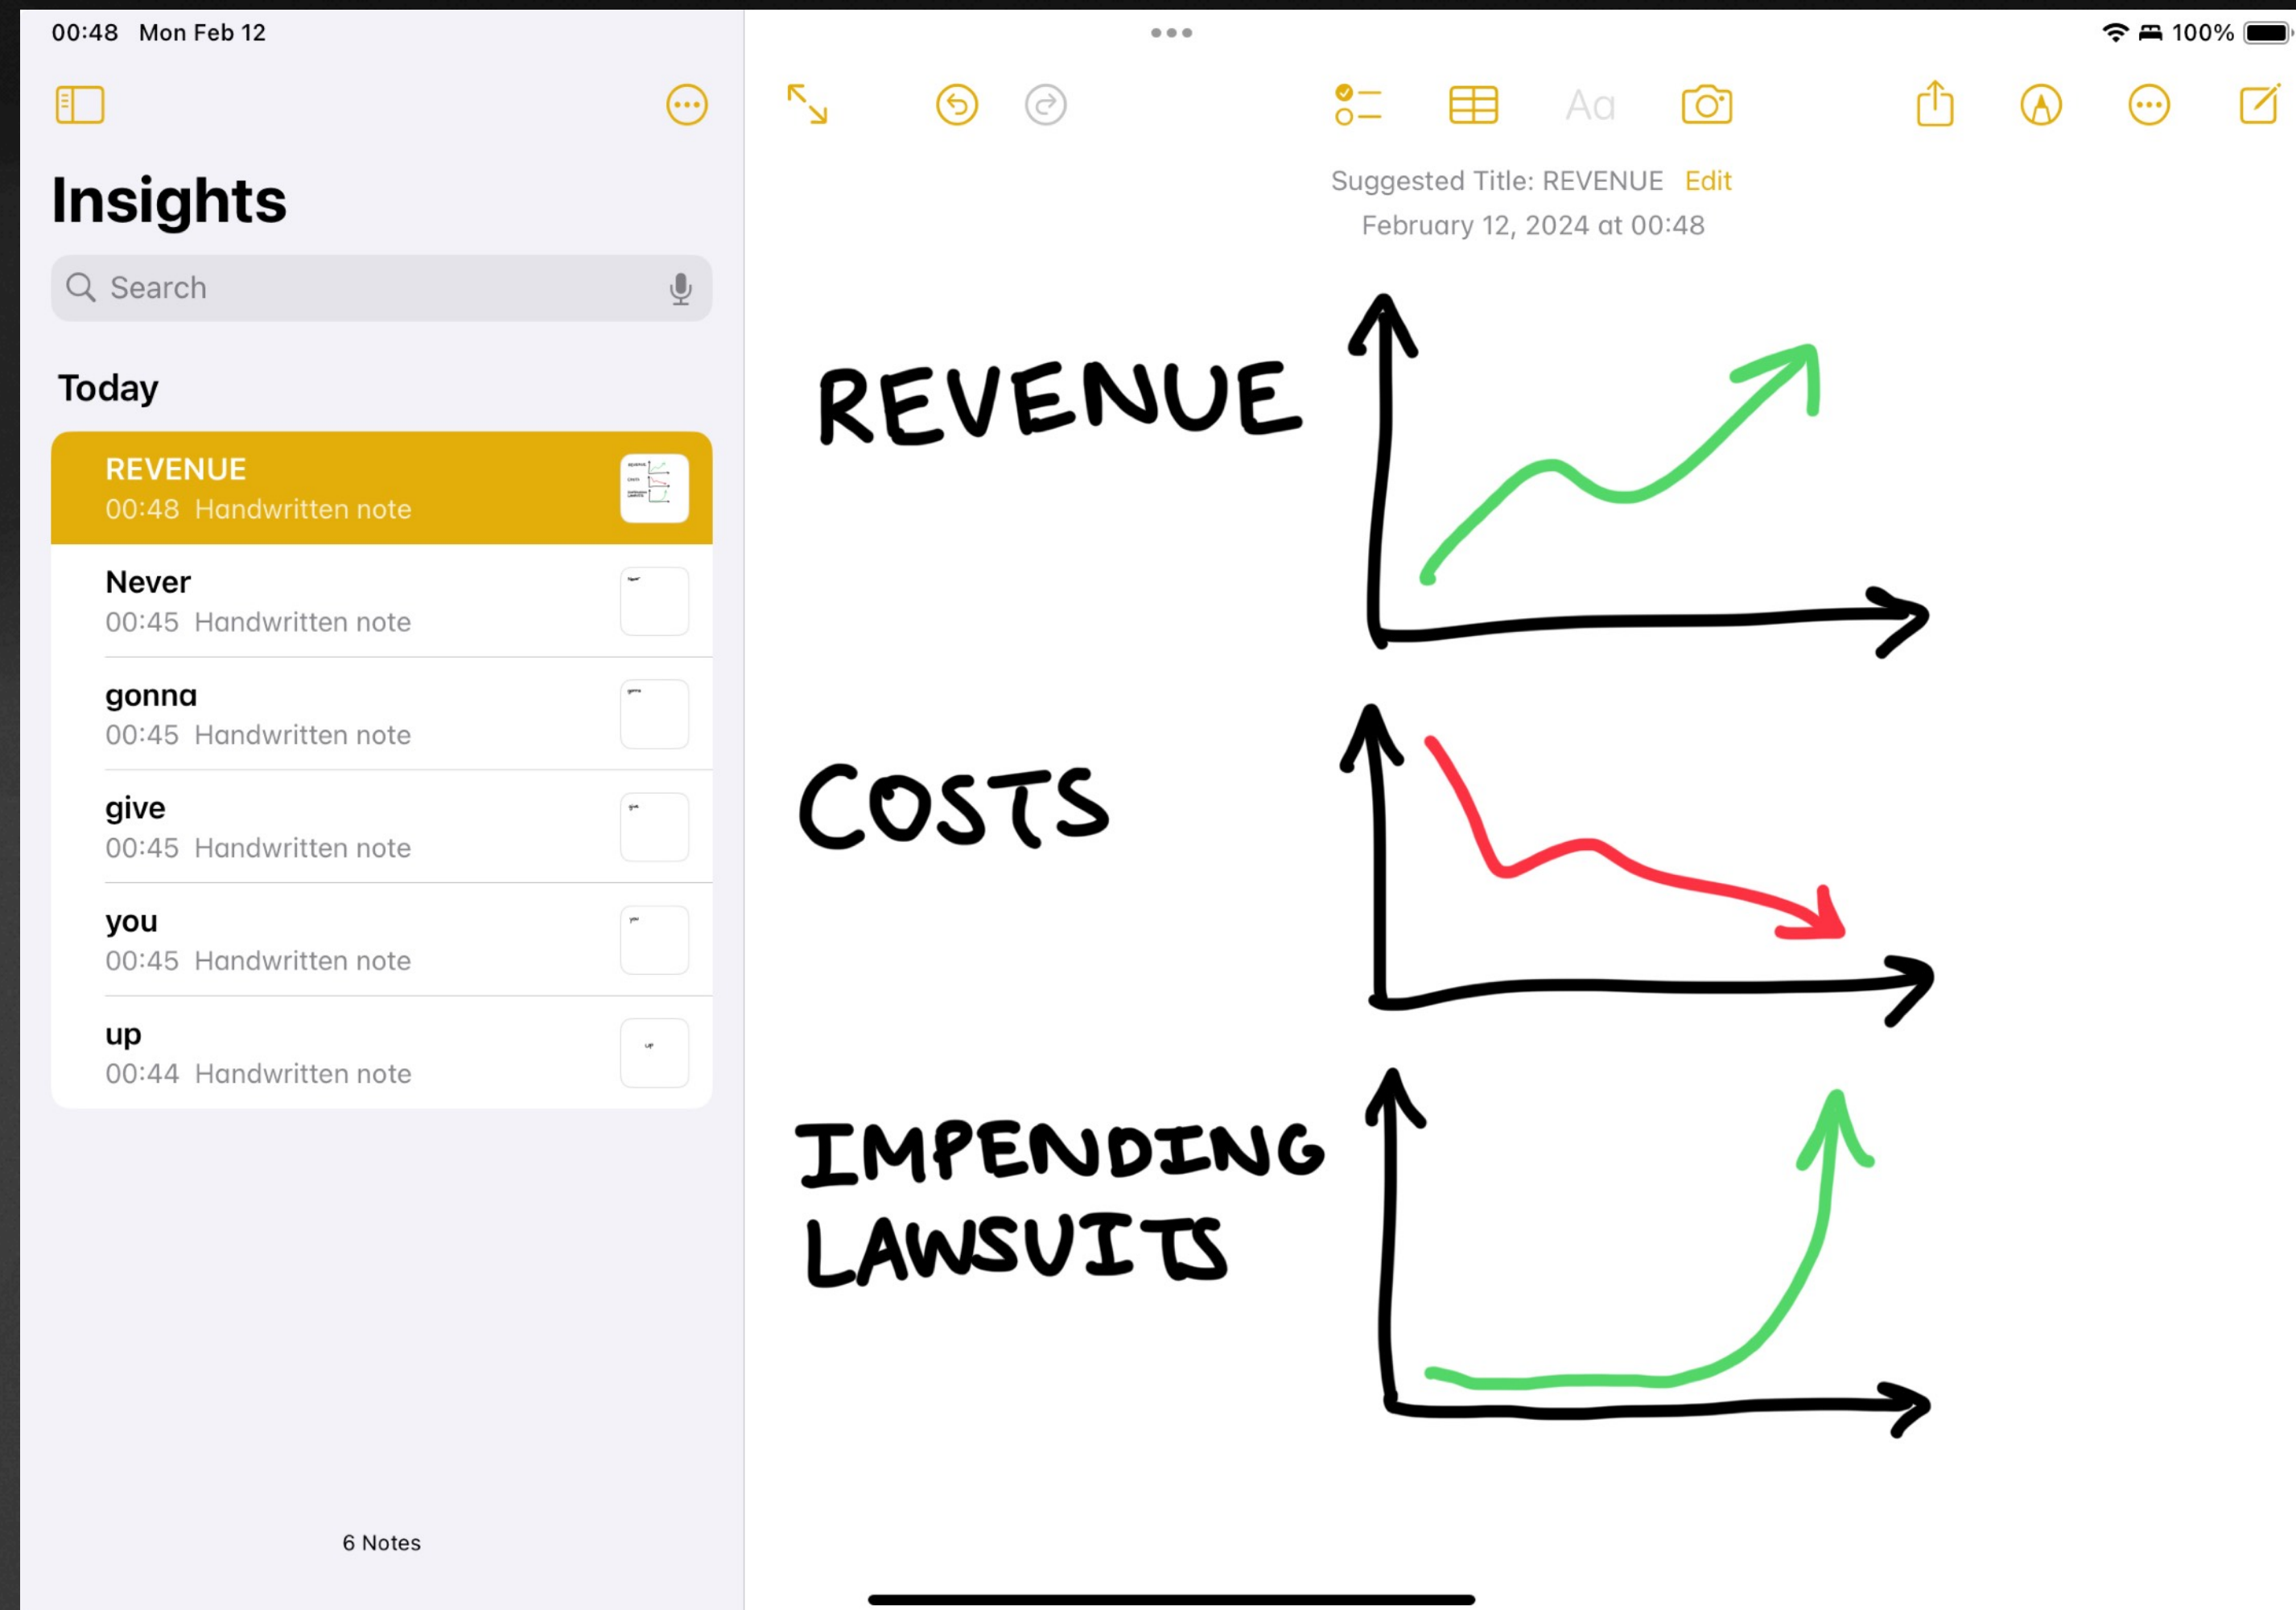 00:48 Mon Feb 12
100%
Insights
Search
Today
REVENUE
00:48 Handwritten note
Never
00:45 Handwritten note
gonna
00:45 Handwritten note
give
00:45 Handwritten note
you
00:45 Handwritten note
up
00:44 Handwritten note
6 Notes
Aa
Suggested Title: REVENUE Edit
February 12, 2024 at 00:48
REVENUE
COSTS
IMPENDING
LAWSUITS